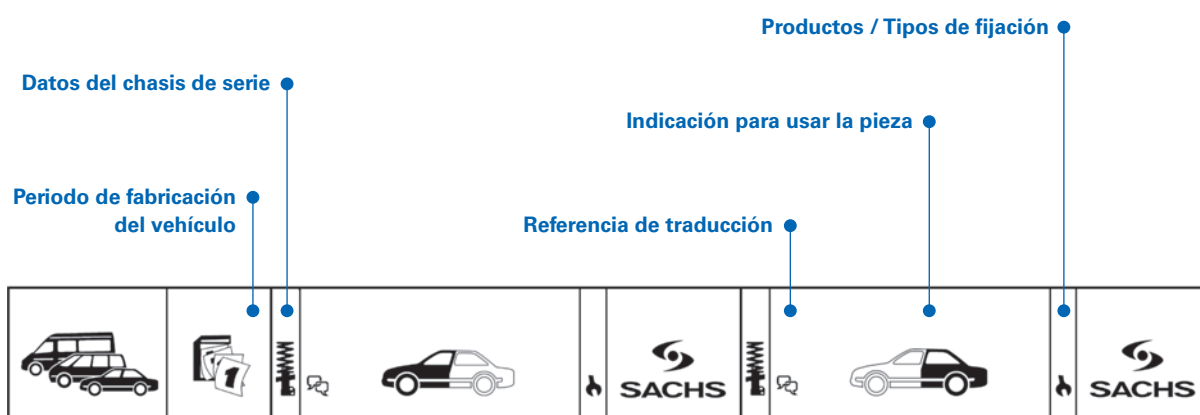 Productos / Tipos de fijación
Datos del chasis de serie
Indicación para usar la pieza
Periodo de fabricación
del vehículo
Referencia de traducción
1
SACHS
SACHS